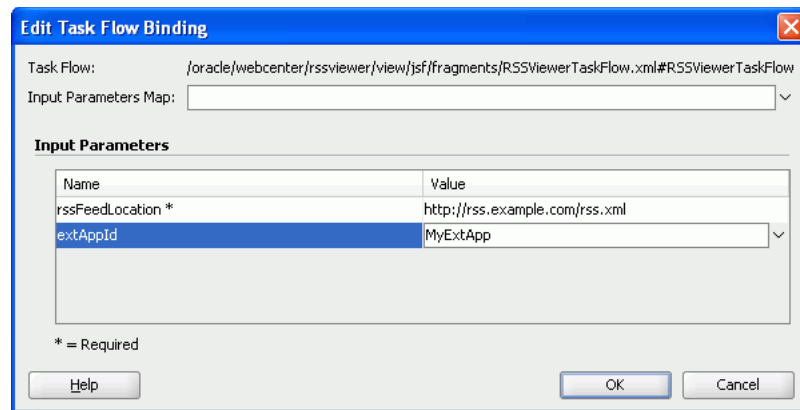 Edit Task Flow Binding
Task Flow: /oracle/webcenter/rssviewer/view/jsf/fragments/RSSViewerTaskFlow.xml#RSSViewerTaskFlow
Input Parameters Map:
Input Parameters
Name Value
rssFeedLocation * http://rss.example.com/rss.xml
extAppId MyExtApp
* = Required
Help OK Cancel